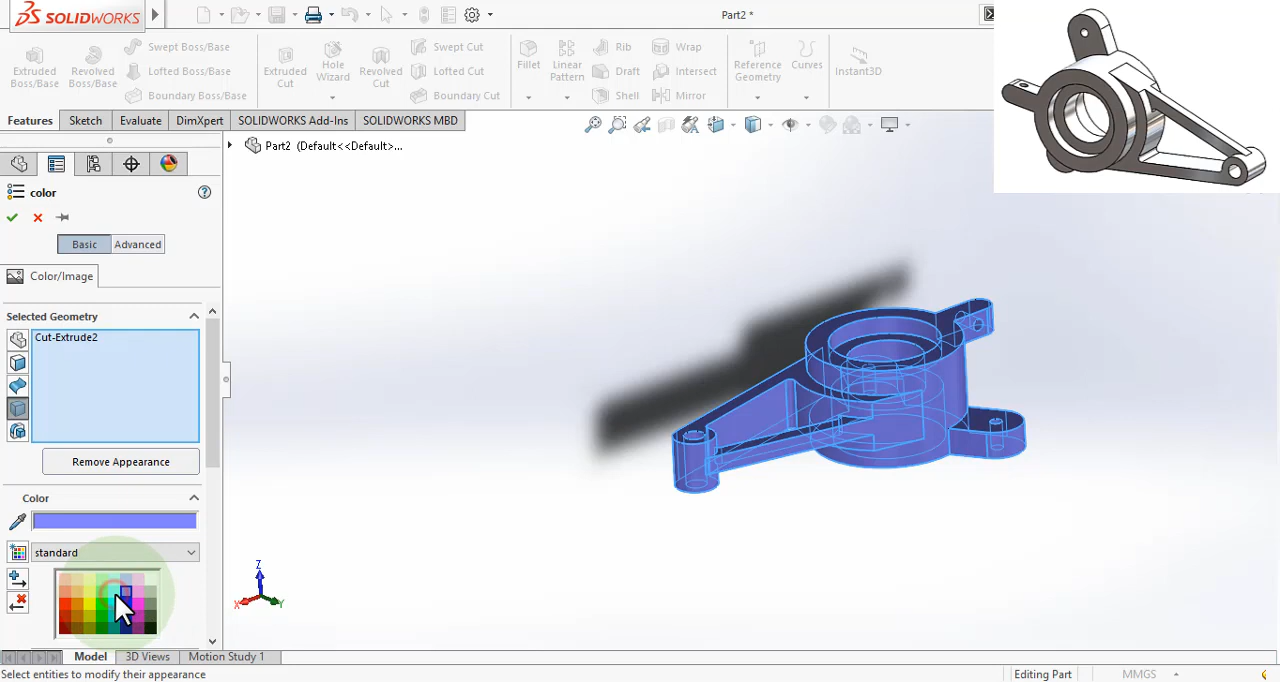 SOLIDWORKS
Part2 *
Extruded Boss/Base
Revolved Boss/Base
Swept Boss/Base
Lofted Boss/Base
Boundary Boss/Base
Extruded Cut
Hole Wizard
Revolved Cut
Swept Cut
Lofted Cut
Boundary Cut
Fillet
Linear Pattern
Rib
Draft
Shell
Wrap
Intersect
Mirror
Reference Geometry
Curves
Instant3D
Features
Sketch
Evaluate
DimXpert
SOLIDWORKS Add-Ins
SOLIDWORKS MBD
Part2 (Default<<Default>...
color
Basic
Advanced
Color/Image
Selected Geometry
Cut-Extrude2
Remove Appearance
Color
standard
Z
X
Y
Model
3D Views
Motion Study 1
Select entities to modify their appearance
Editing Part
MMGS